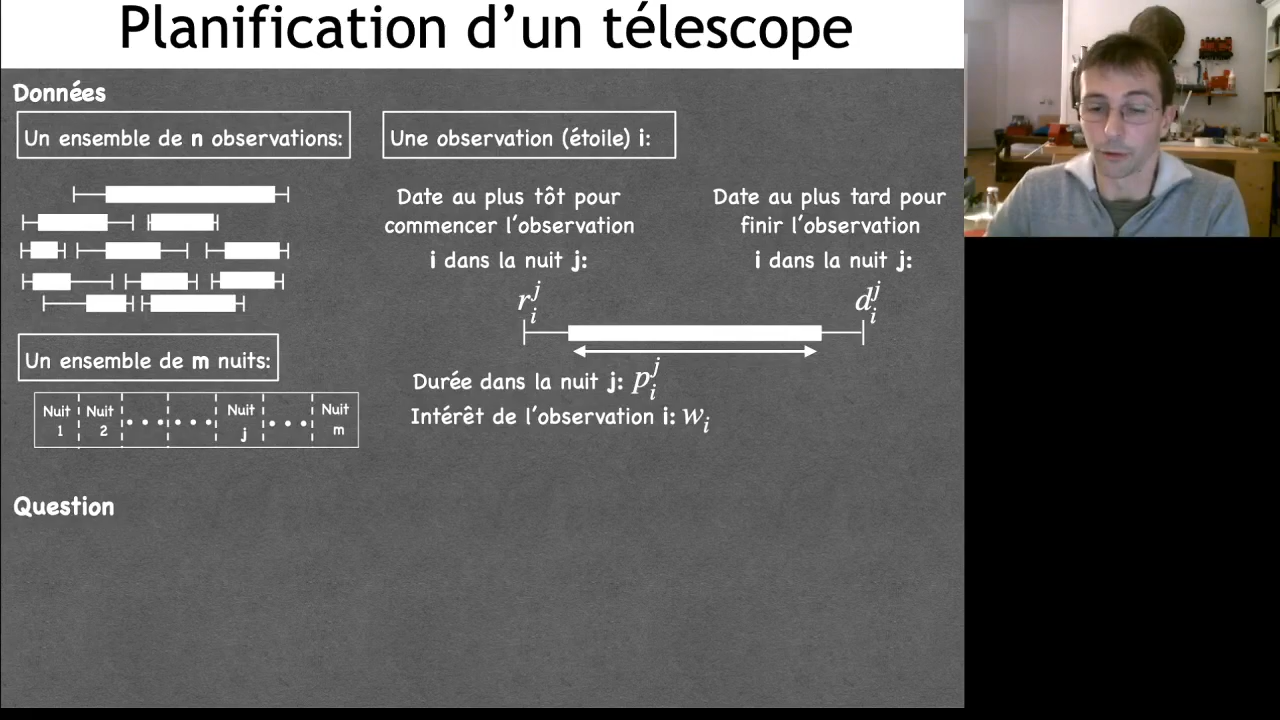 Planification d’un télescope
Données
Un ensemble de n observations:
Une observation (étoile) i:
Date au plus tôt pour
commencer l’observation
i dans la nuit j:
Date au plus tard pour
finir l’observation
i dans la nuit j:
r_i^j
d_i^j
Un ensemble de m nuits:
Nuit 1
Nuit 2
Nuit j
Nuit m
Durée dans la nuit j: p_i^j
Intérêt de l’observation i: w_i
Question